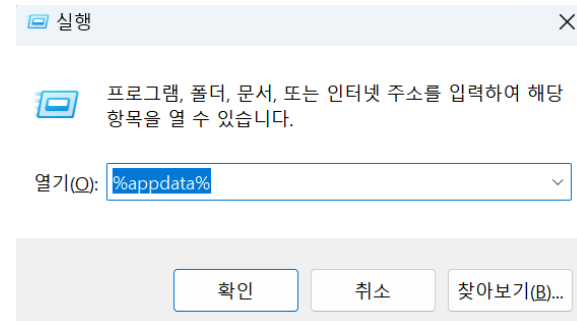 실행
프로그램, 폴더, 문서, 또는 인터넷 주소를 입력하여 해당
항목을 열 수 있습니다.
열기(O): %appdata%
확인 취소 찾아보기(B)...